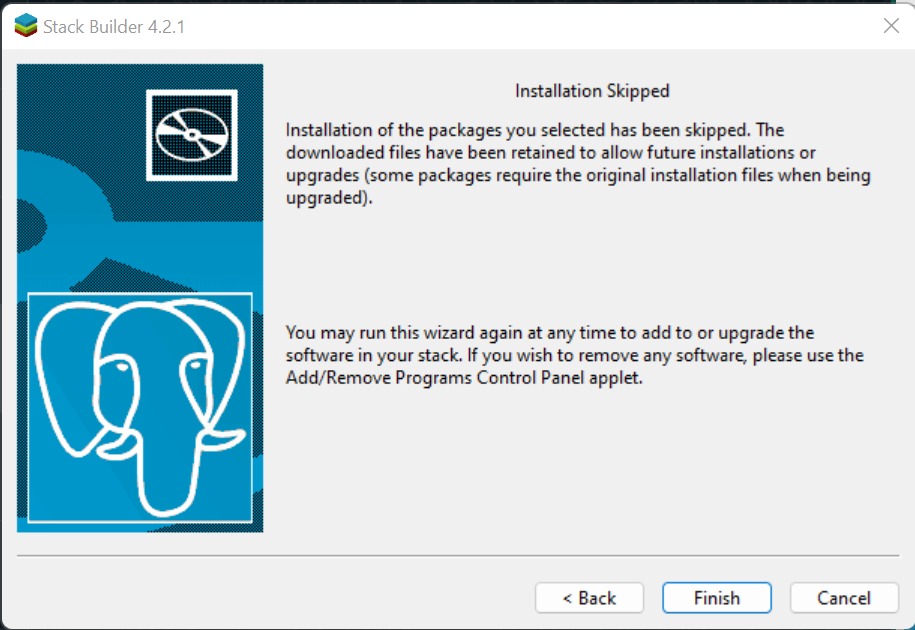 Stack Builder 4.2.1
Installation Skipped
Installation of the packages you selected has been skipped. The
downloaded files have been retained to allow future installations or
upgrades (some packages require the original installation files when being
upgraded).
You may run this wizard again at any time to add to or upgrade the
software in your stack. If you wish to remove any software, please use the
Add/Remove Programs Control Panel applet.
< Back
Finish
Cancel